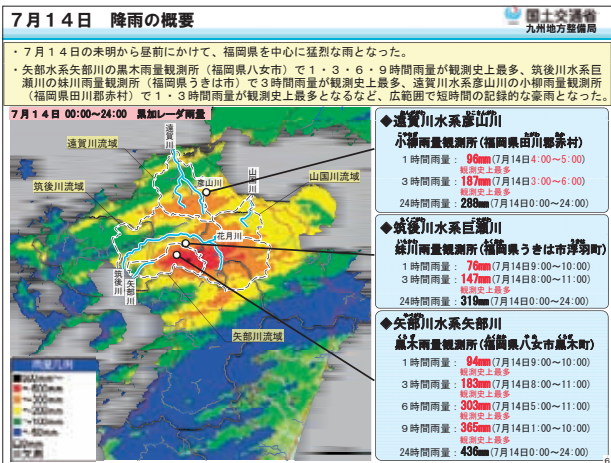 7月14日 降雨の概要
国土交通省
九州地方整備局
・7月14日の未明から昼前にかけて、福岡県を中心に猛烈な雨となった。
・矢部水系矢部川の黒木雨量観測所（福岡県八女市）で1・3・6・9時間雨量が観測史上最多、筑後川水系巨
瀬川の妹川雨量観測所（福岡県うきは市）で3時間雨量が観測史上最多、遠賀川水系彦山川の小柳雨量観測所
（福岡県田川郡赤村）で1・3時間雨量が観測史上最多となるなど、広範囲で短時間の記録的な豪雨となった。
7月14日 00:00～24:00 累加レーダ雨量
遠賀川
遠賀川流域
山国川
彦山川
山国川流域
筑後川流域
花月川
筑後川
矢部川
矢部川流域
雨量凡例
◆遠賀川水系彦山川
小柳雨量観測所(福岡県田川郡赤村)
1時間雨量： 96mm(7月14日4:00～5:00)
観測史上最多
3時間雨量：187mm(7月14日3:00～6:00)
観測史上最多
24時間雨量：288mm(7月14日0:00～24:00)
◆筑後川水系巨瀬川
妹川雨量観測所(福岡県うきは市浮羽町)
1時間雨量： 76mm(7月14日9:00～10:00)
3時間雨量：147mm(7月14日8:00～11:00)
観測史上最多
24時間雨量：319mm(7月14日0:00～24:00)
◆矢部川水系矢部川
黒木雨量観測所(福岡県八女市黒木町)
1時間雨量： 94mm(7月14日9:00～10:00)
観測史上最多
3時間雨量：183mm(7月14日8:00～11:00)
観測史上最多
6時間雨量：303mm(7月14日5:00～11:00)
観測史上最多
9時間雨量：365mm(7月14日1:00～10:00)
観測史上最多
24時間雨量：436mm(7月14日0:00～24:00)
6